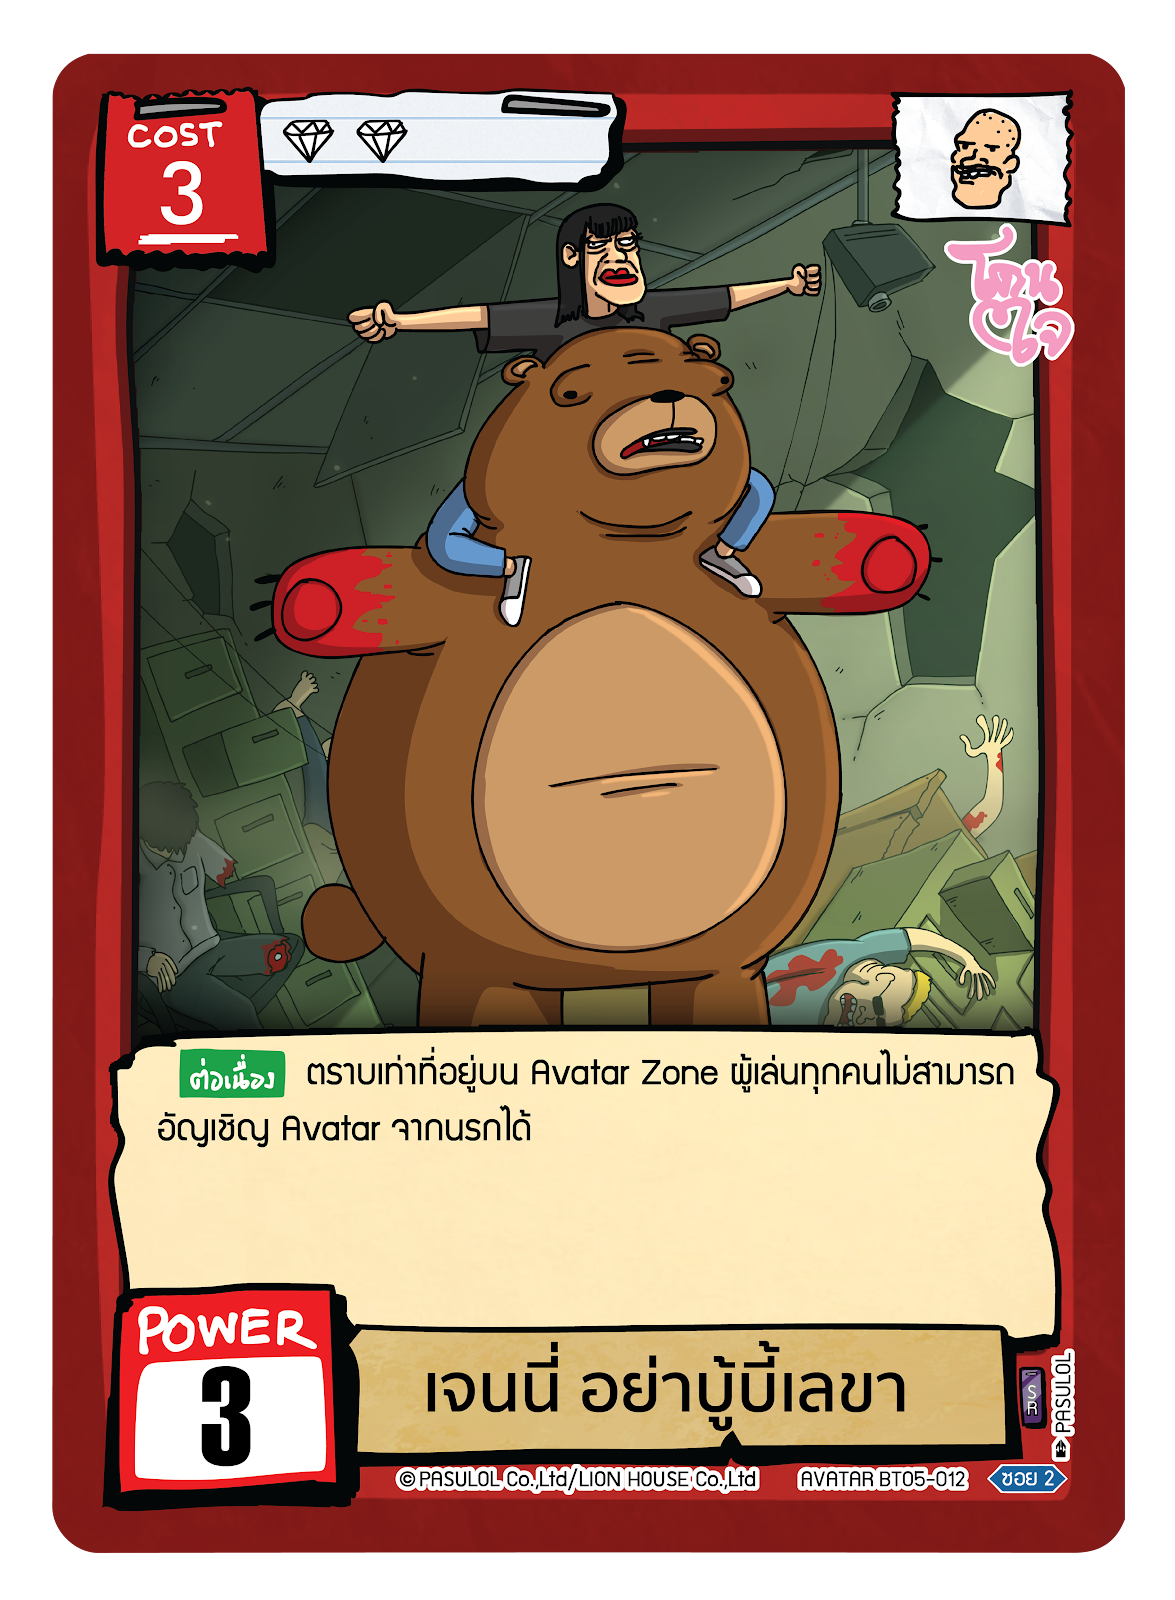 COST
3
โดน
ใจ
ต่อเนื่อง ตราบเท่าที่อยู่บน Avatar Zone ผู้เล่นทุกคนไม่สามารถ
อัญเชิญ Avatar จากนรกได้
POWER
3
เจนนี่ อย่าบู้บี้เลขา
SR
PASULOL
© PASULOL Co.,Ltd/LION HOUSE Co.,Ltd
AVATAR BT05-012
ซอย 2